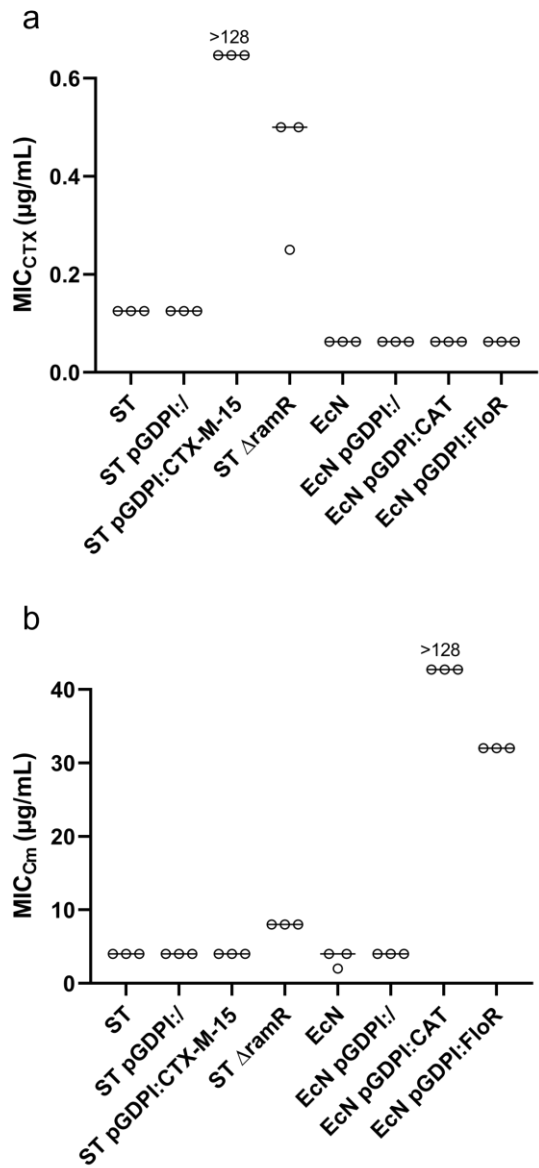 a
>128
0.6
0.4
0.2
0.0
MIC_CTX (µg/mL)
ST
ST pGDPI:/
ST pGDPI:CTX-M-15
ST ΔramR
EcN
EcN pGDPI:/
EcN pGDPI:CAT
EcN pGDPI:FloR
b
>128
40
30
20
10
0
MIC_Cm (µg/mL)
ST
ST pGDPI:/
ST pGDPI:CTX-M-15
ST ΔramR
EcN
EcN pGDPI:/
EcN pGDPI:CAT
EcN pGDPI:FloR